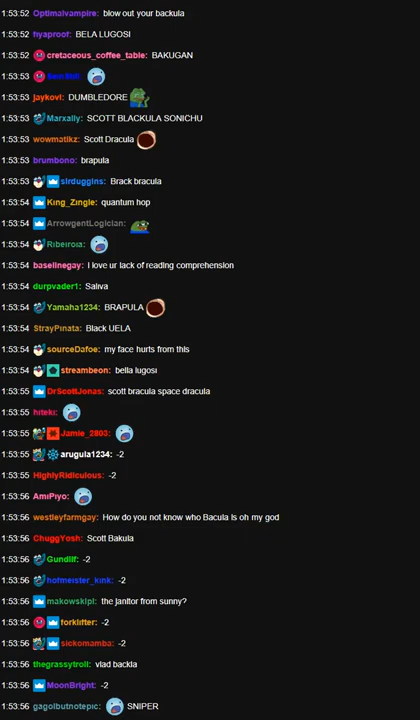 1:53:52 Optimalvampire: blow out your backula
1:53:52 fiyaproof: BELA LUGOSI
1:53:52 cretaceous_coffee_table: BAKUGAN
1:53:53
1:53:53 jaykovi: DUMBLEDORE
1:53:53 Marxally: SCOTT BLACKULA SONICHU
1:53:53 wowmatikz: Scott Dracula
1:53:53 brumbono: brapula
1:53:53 sirduggins: Brack bracula
1:53:54 King_Zingle: quantum hop
1:53:54 ArrowgentLogician:
1:53:54 Ribeiroia:
1:53:54 baselinegay: I love ur lack of reading comprehension
1:53:54 durpvader1: Saliva
1:53:54 Yamaha1234: BRAPULA
1:53:54 StrayPinata: Black UELA
1:53:54 sourceDafoe: my face hurts from this
1:53:54 streambeon: bella lugosi
1:53:55 DrScottJonas: scott bracula space dracula
1:53:55 hiteki:
1:53:55 Jamie_2803:
1:53:55 arugula1234: -2
1:53:55 HighlyRidiculous: -2
1:53:56 AmiPiyo:
1:53:56 westleyfarmgay: How do you not know who Bacula is oh my god
1:53:56 ChuggYosh: Scott Bakula
1:53:56 Gundlif: -2
1:53:56 hofmeister_kink: -2
1:53:56 makowskipl: the janitor from sunny?
1:53:56 forklifter: -2
1:53:56 sickomamba: -2
1:53:56 thegrassytroll: vlad backla
1:53:56 MoonBright: -2
1:53:56 gagolbutnotepic: SNIPER